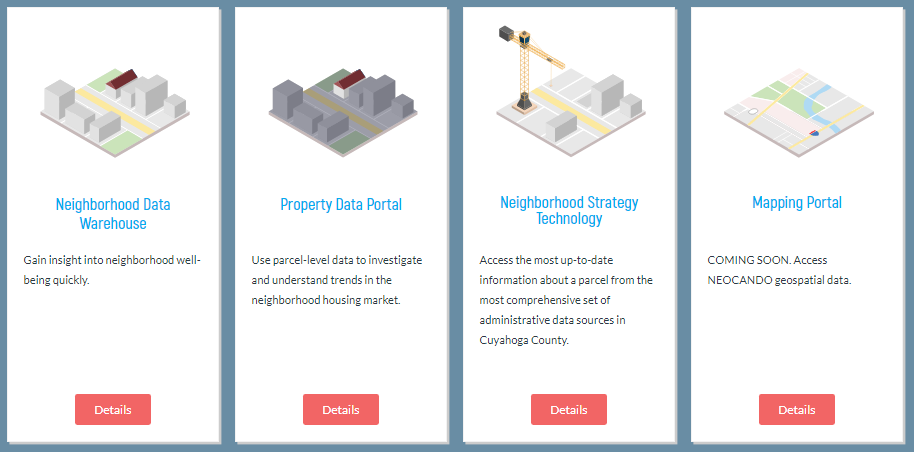 Neighborhood Data
Warehouse
Gain insight into neighborhood well-
being quickly.
Details
Property Data Portal
Use parcel-level data to investigate
and understand trends in the
neighborhood housing market.
Details
Neighborhood Strategy
Technology
Access the most up-to-date
information about a parcel from the
most comprehensive set of
administrative data sources in
Cuyahoga County.
Details
Mapping Portal
COMING SOON. Access
NEOCANDO geospatial data.
Details